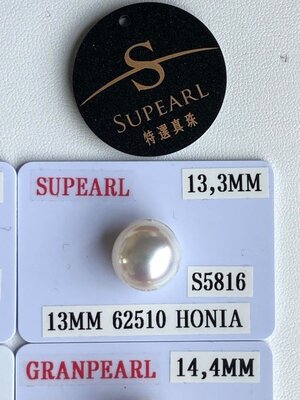 S
SUPEARL
特選真珠
SUPEARL 13,3MM
S5816
13MM 62510 HONIA
GRANPEARL 14,4MM